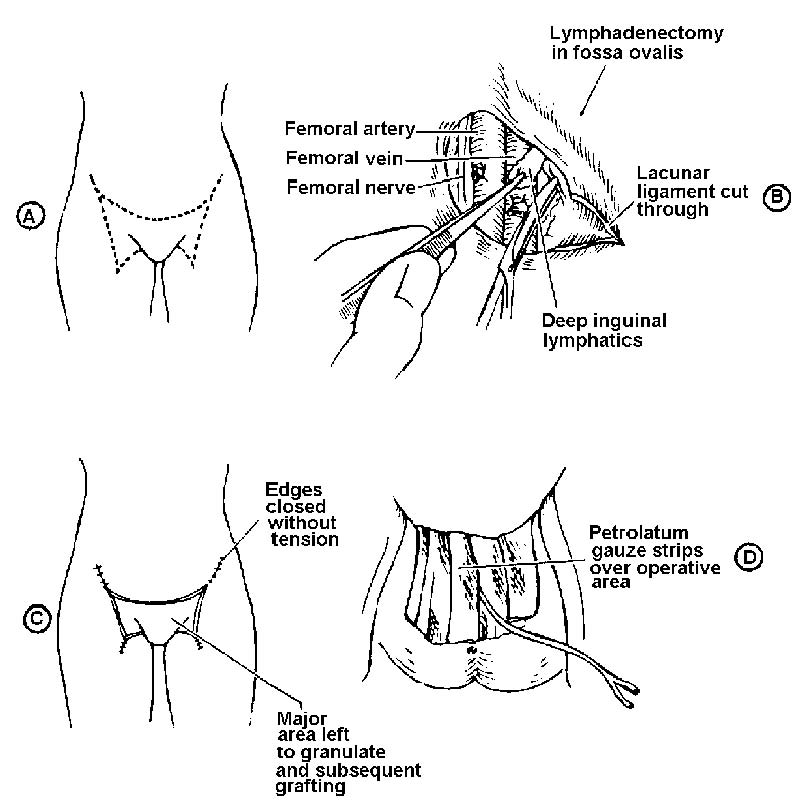 A
Lymphadenectomy
in fossa ovalis
Femoral artery
Femoral vein
Femoral nerve
Lacunar
ligament cut
through
B
Deep inguinal
lymphatics
C
Edges
closed
without
tension
Major
area left
to granulate
and subsequent
grafting
Petrolatum
gauze strips
over operative
area
D